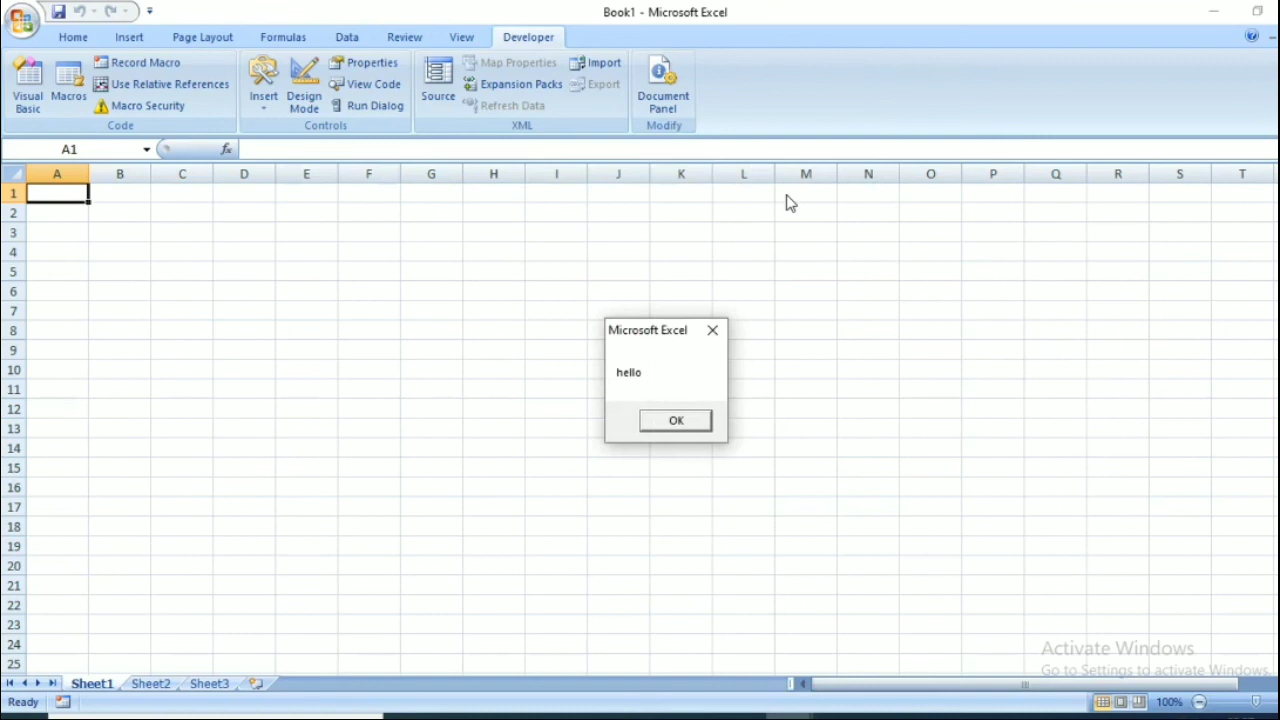 Book1 - Microsoft Excel
Home Insert Page Layout Formulas Data Review View Developer
Visual Basic
Macros
Record Macro
Use Relative References
Macro Security
Code
Insert
Design Mode
Properties
View Code
Run Dialog
Controls
Source
Map Properties
Expansion Packs
Refresh Data
Import
Export
XML
Document Panel
Modify
A1
fx
A B C D E F G H I J K L M N O P Q R S T
1
2
3
4
5
6
7
8
9
10
11
12
13
14
15
16
17
18
19
20
21
22
23
24
25
Microsoft Excel
hello
OK
Activate Windows
Go to Settings to activate Windows.
Sheet1 Sheet2 Sheet3
Ready
100%